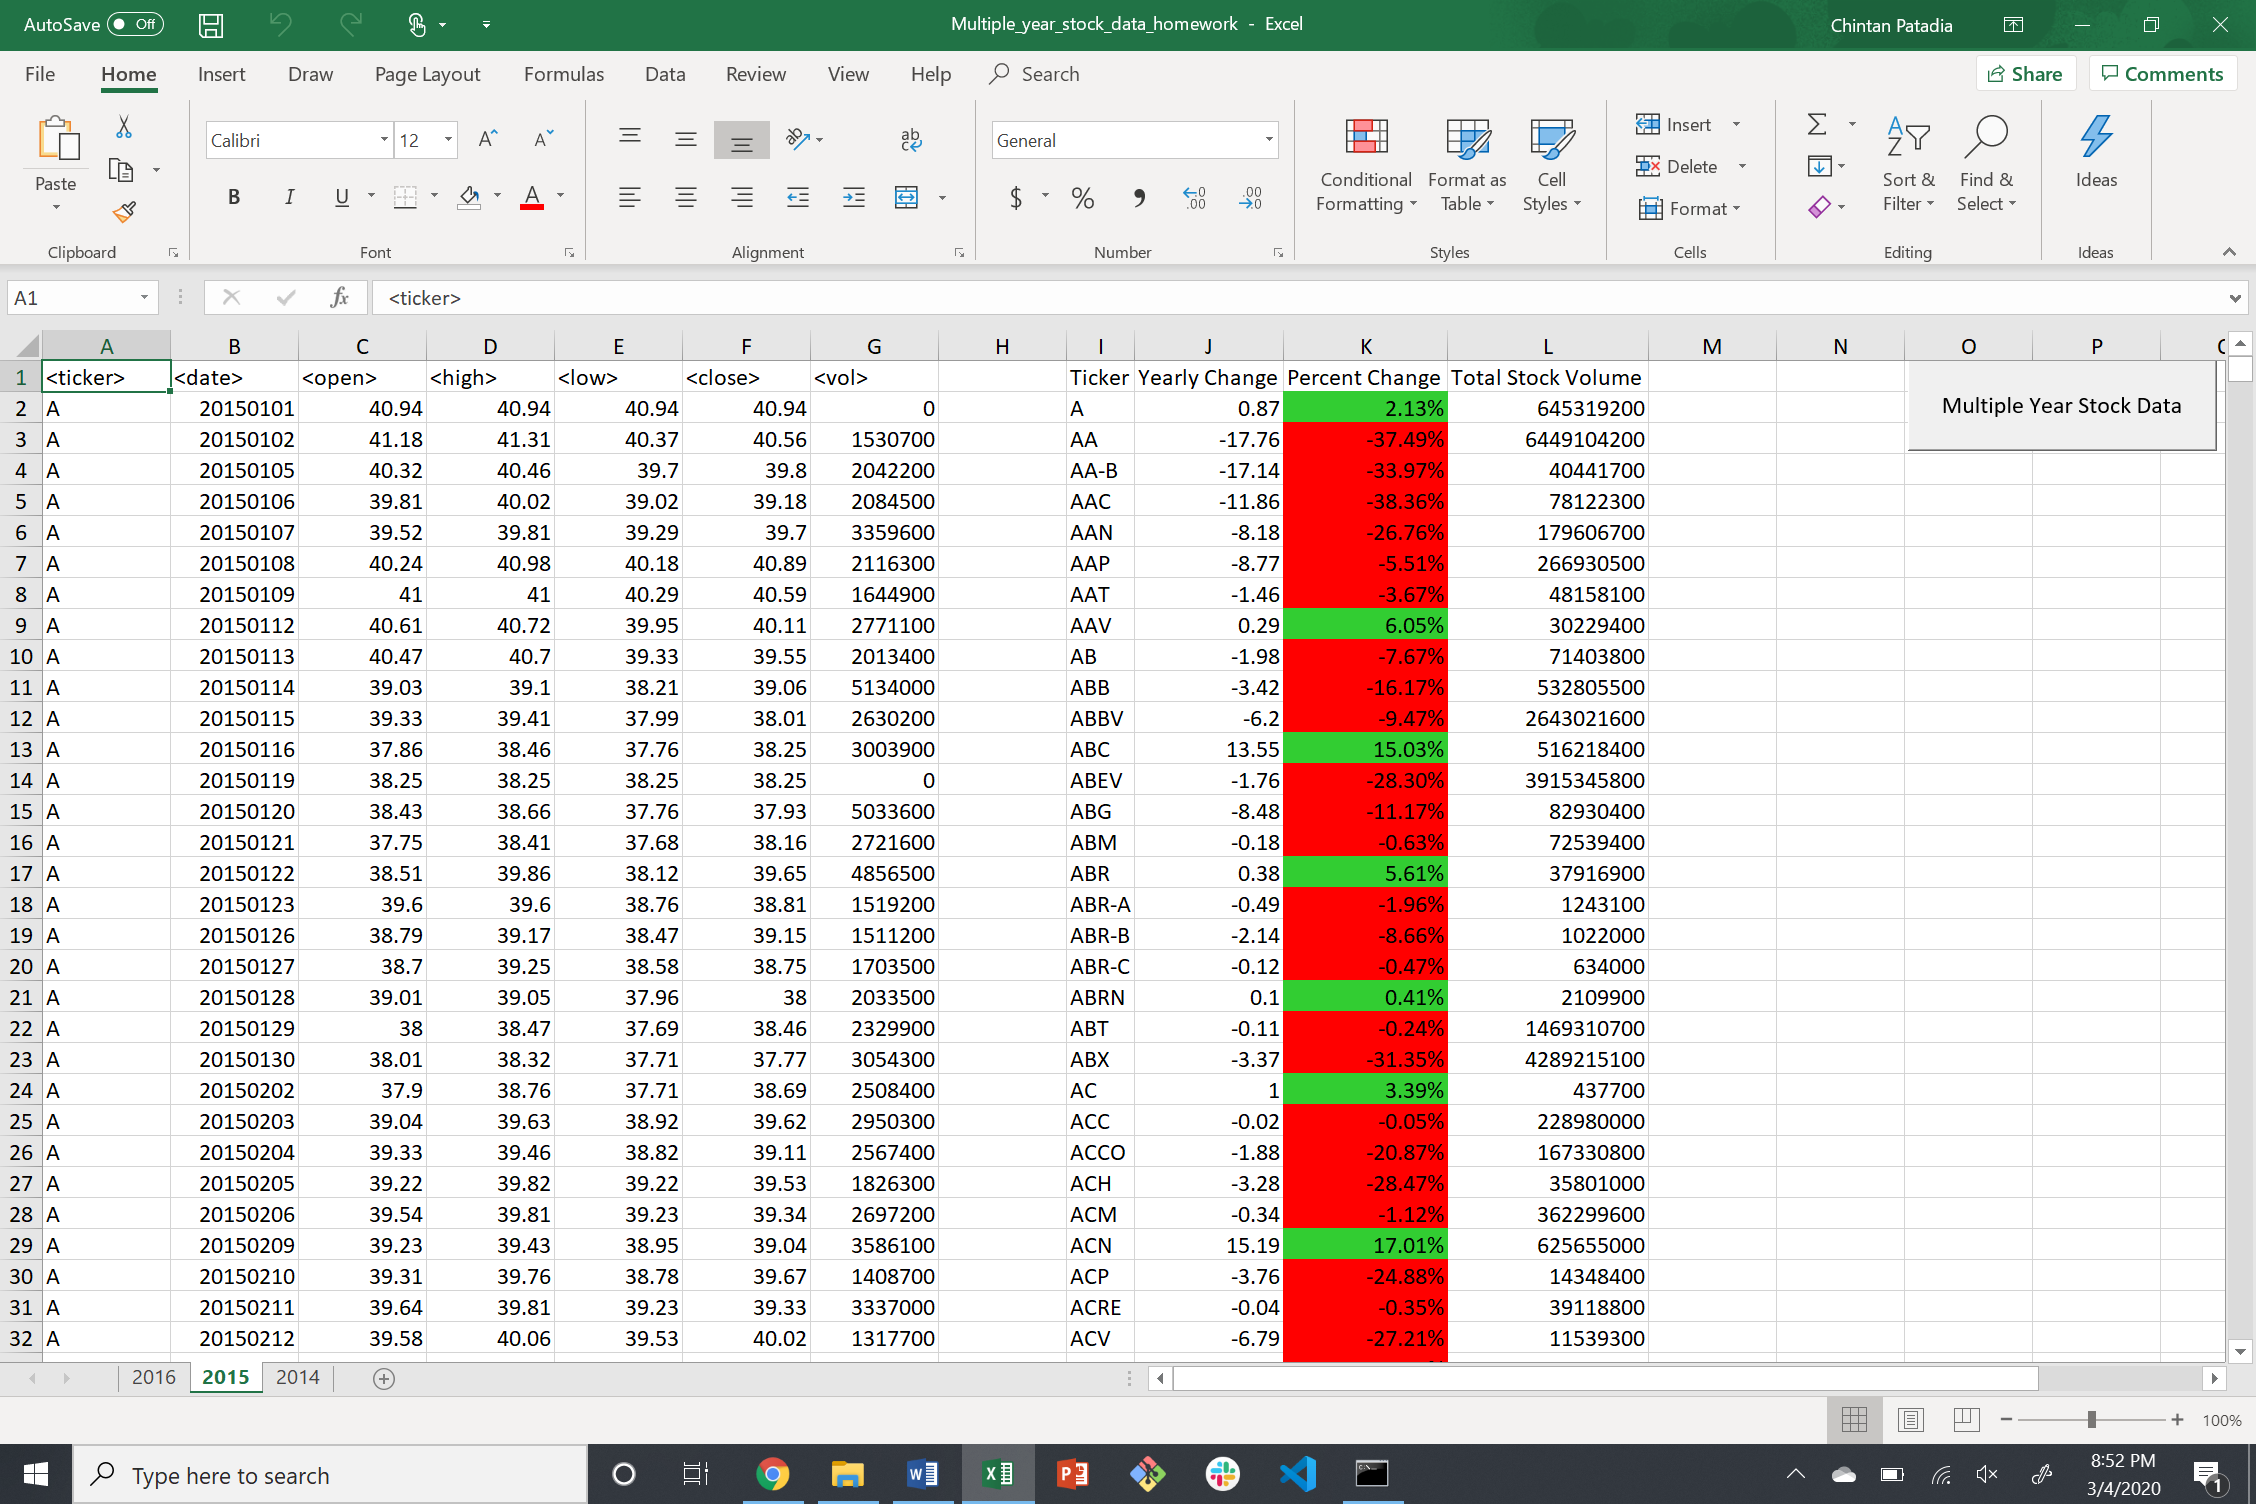 AutoSave Off Multiple_year_stock_data_homework - Excel Chintan Patadia
File Home Insert Draw Page Layout Formulas Data Review View Help Search Share Comments
Paste Calibri 12 General Conditional Formatting Format as Table Cell Styles Insert Delete Format Sort & Filter Find & Select Ideas
Clipboard Font Alignment Number Styles Cells Editing Ideas
A1 fx <ticker>
A B C D E F G H I J K L M N O P
1 <ticker> <date> <open> <high> <low> <close> <vol> Ticker Yearly Change Percent Change Total Stock Volume
Multiple Year Stock Data
2 A 20150101 40.94 40.94 40.94 40.94 0 A 0.87 2.13% 645319200
3 A 20150102 41.18 41.31 40.37 40.56 1530700 AA -17.76 -37.49% 6449104200
4 A 20150105 40.32 40.46 39.7 39.8 2042200 AA-B -17.14 -33.97% 40441700
5 A 20150106 39.81 40.02 39.02 39.18 2084500 AAC -11.86 -38.36% 78122300
6 A 20150107 39.52 39.81 39.29 39.7 3359600 AAN -8.18 -26.76% 179606700
7 A 20150108 40.24 40.98 40.18 40.89 2116300 AAP -8.77 -5.51% 266930500
8 A 20150109 41 41 40.29 40.59 1644900 AAT -1.46 -3.67% 48158100
9 A 20150112 40.61 40.72 39.95 40.11 2771100 AAV 0.29 6.05% 30229400
10 A 20150113 40.47 40.7 39.33 39.55 2013400 AB -1.98 -7.67% 71403800
11 A 20150114 39.03 39.1 38.21 39.06 5134000 ABB -3.42 -16.17% 532805500
12 A 20150115 39.33 39.41 37.99 38.01 2630200 ABBV -6.2 -9.47% 2643021600
13 A 20150116 37.86 38.46 37.76 38.25 3003900 ABC 13.55 15.03% 516218400
14 A 20150119 38.25 38.25 38.25 38.25 0 ABEV -1.76 -28.30% 3915345800
15 A 20150120 38.43 38.66 37.76 37.93 5033600 ABG -8.48 -11.17% 82930400
16 A 20150121 37.75 38.41 37.68 38.16 2721600 ABM -0.18 -0.63% 72539400
17 A 20150122 38.51 39.86 38.12 39.65 4856500 ABR 0.38 5.61% 37916900
18 A 20150123 39.6 39.6 38.76 38.81 1519200 ABR-A -0.49 -1.96% 1243100
19 A 20150126 38.79 39.17 38.47 39.15 1511200 ABR-B -2.14 -8.66% 1022000
20 A 20150127 38.7 39.25 38.58 38.75 1703500 ABR-C -0.12 -0.47% 634000
21 A 20150128 39.01 39.05 37.96 38 2033500 ABRN 0.1 0.41% 2109900
22 A 20150129 38 38.47 37.69 38.46 2329900 ABT -0.11 -0.24% 1469310700
23 A 20150130 38.01 38.32 37.71 37.77 3054300 ABX -3.37 -31.35% 4289215100
24 A 20150202 37.9 38.76 37.71 38.69 2508400 AC 1 3.39% 437700
25 A 20150203 39.04 39.63 38.92 39.62 2950300 ACC -0.02 -0.05% 228980000
26 A 20150204 39.33 39.46 38.82 39.11 2567400 ACCO -1.88 -20.87% 167330800
27 A 20150205 39.22 39.82 39.22 39.53 1826300 ACH -3.28 -28.47% 35801000
28 A 20150206 39.54 39.81 39.23 39.34 2697200 ACM -0.34 -1.12% 362299600
29 A 20150209 39.23 39.43 38.95 39.04 3586100 ACN 15.19 17.01% 625655000
30 A 20150210 39.31 39.76 38.78 39.67 1408700 ACP -3.76 -24.88% 14348400
31 A 20150211 39.64 39.81 39.23 39.33 3337000 ACRE -0.04 -0.35% 39118800
32 A 20150212 39.58 40.06 39.53 40.02 1317700 ACV -6.79 -27.21% 11539300
2016 2015 2014
100%
Type here to search 8:52 PM
3/4/2020 1